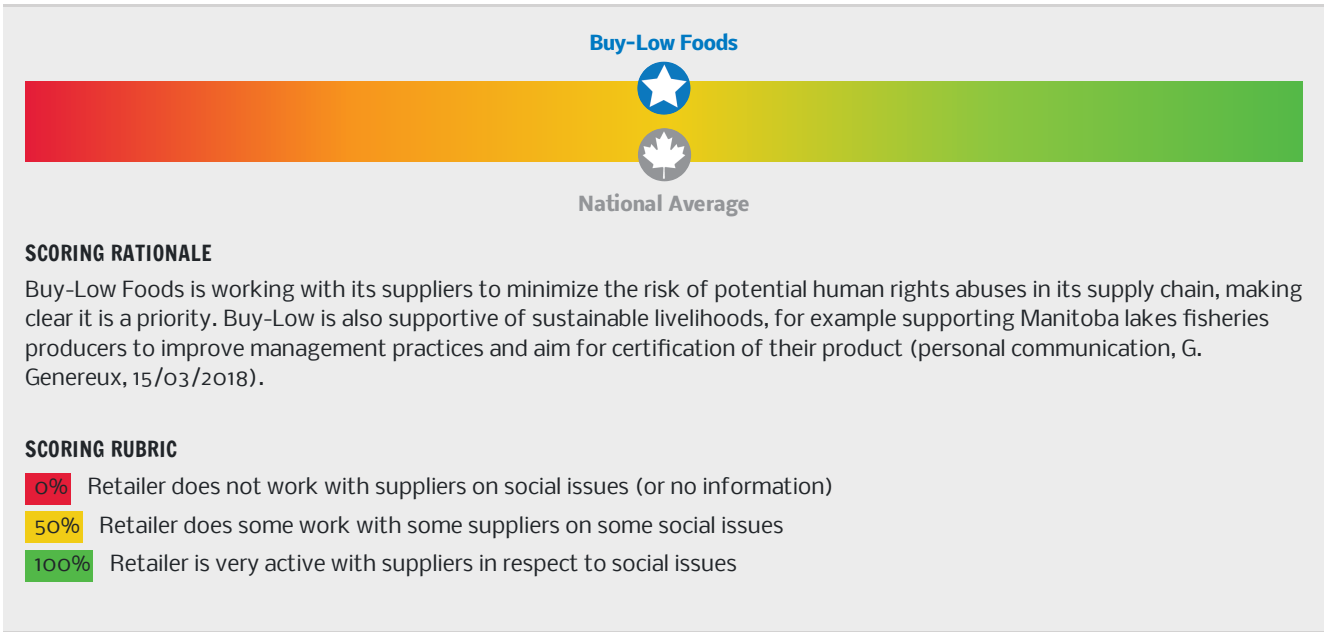 Buy-Low Foods
National Average
SCORING RATIONALE
Buy-Low Foods is working with its suppliers to minimize the risk of potential human rights abuses in its supply chain, making
clear it is a priority. Buy-Low is also supportive of sustainable livelihoods, for example supporting Manitoba lakes fisheries
producers to improve management practices and aim for certification of their product (personal communication, G.
Genereux, 15/03/2018).
SCORING RUBRIC
0% Retailer does not work with suppliers on social issues (or no information)
50% Retailer does some work with some suppliers on some social issues
100% Retailer is very active with suppliers in respect to social issues